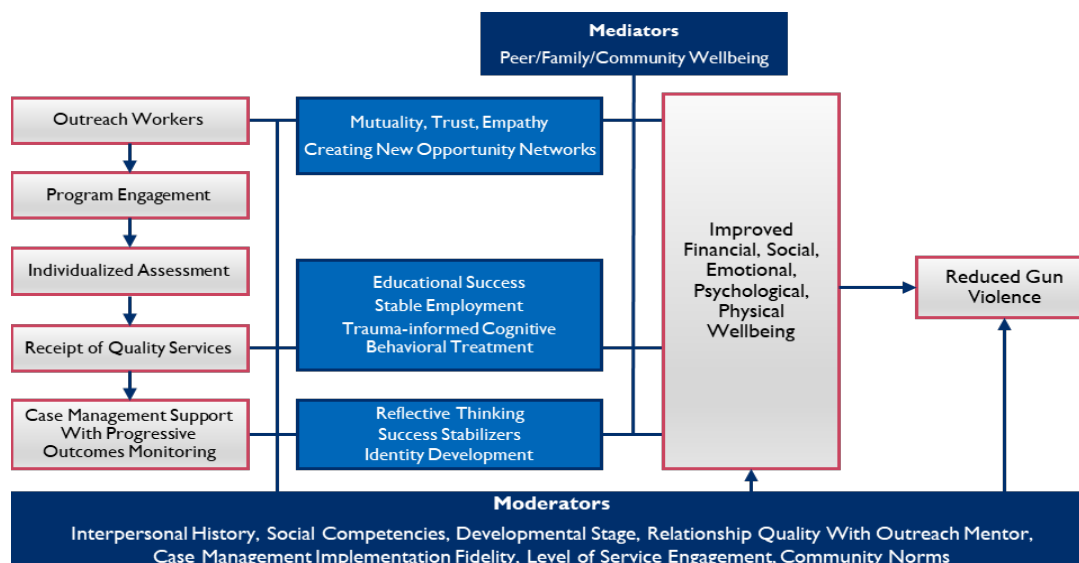 Mediators
Peer/Family/Community Wellbeing
Outreach Workers
Program Engagement
Individualized Assessment
Receipt of Quality Services
Case Management Support
With Progressive
Outcomes Monitoring
Mutuality, Trust, Empathy
Creating New Opportunity Networks
Educational Success
Stable Employment
Trauma-informed Cognitive
Behavioral Treatment
Reflective Thinking
Success Stabilizers
Identity Development
Improved
Financial, Social,
Emotional,
Psychological,
Physical
Wellbeing
Reduced Gun
Violence
Moderators
Interpersonal History, Social Competencies, Developmental Stage, Relationship Quality With Outreach Mentor,
Case Management Implementation Fidelity, Level of Service Engagement, Community Norms